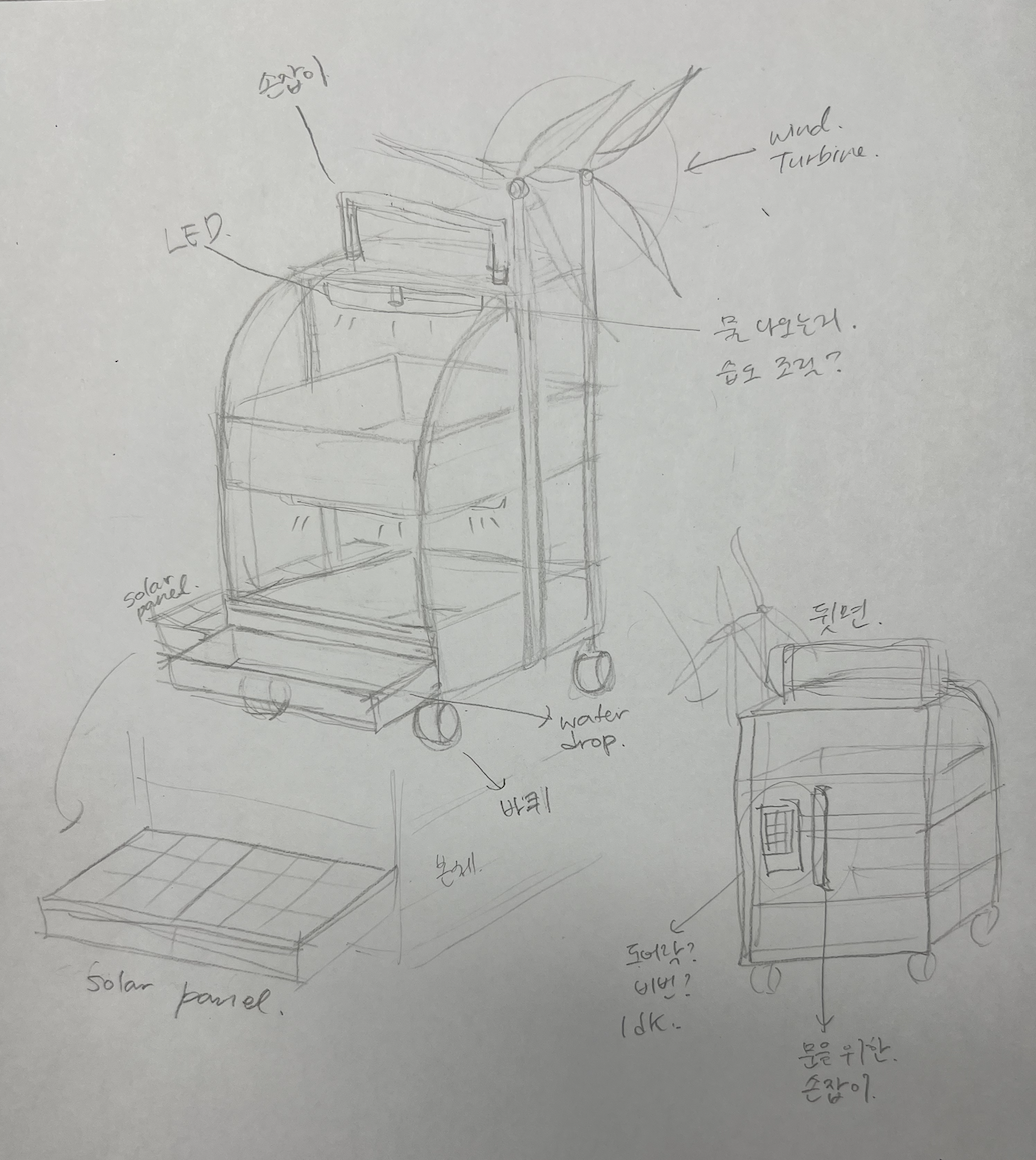 손잡이
wind.
Turbine.
LED.
물 나오는거.
습도 조절?
solar
panel.
water
drop.
바퀴
본체.
solar panel.
뒷면.
도어락?
비번?
Idk..
문을 위한.
손잡이.